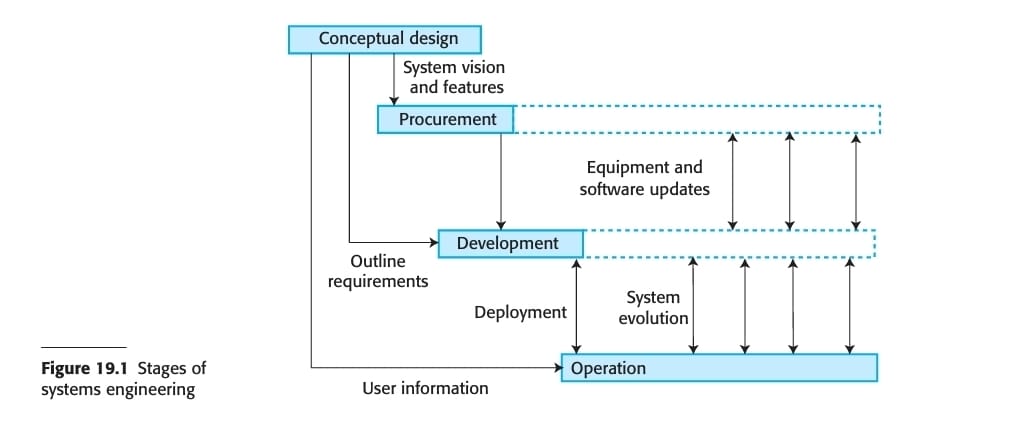 Conceptual design
System vision
and features
Procurement
Equipment and
software updates
Development
Outline
requirements
Deployment
System
evolution
Operation
User information
Figure 19.1 Stages of
systems engineering